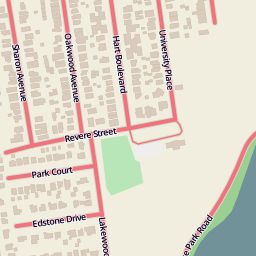 Sharon Avenue
Oakwood Avenue
Hart Boulevard
University Place
Revere Street
Park Court
Edstone Drive
Lakewood
Park Road